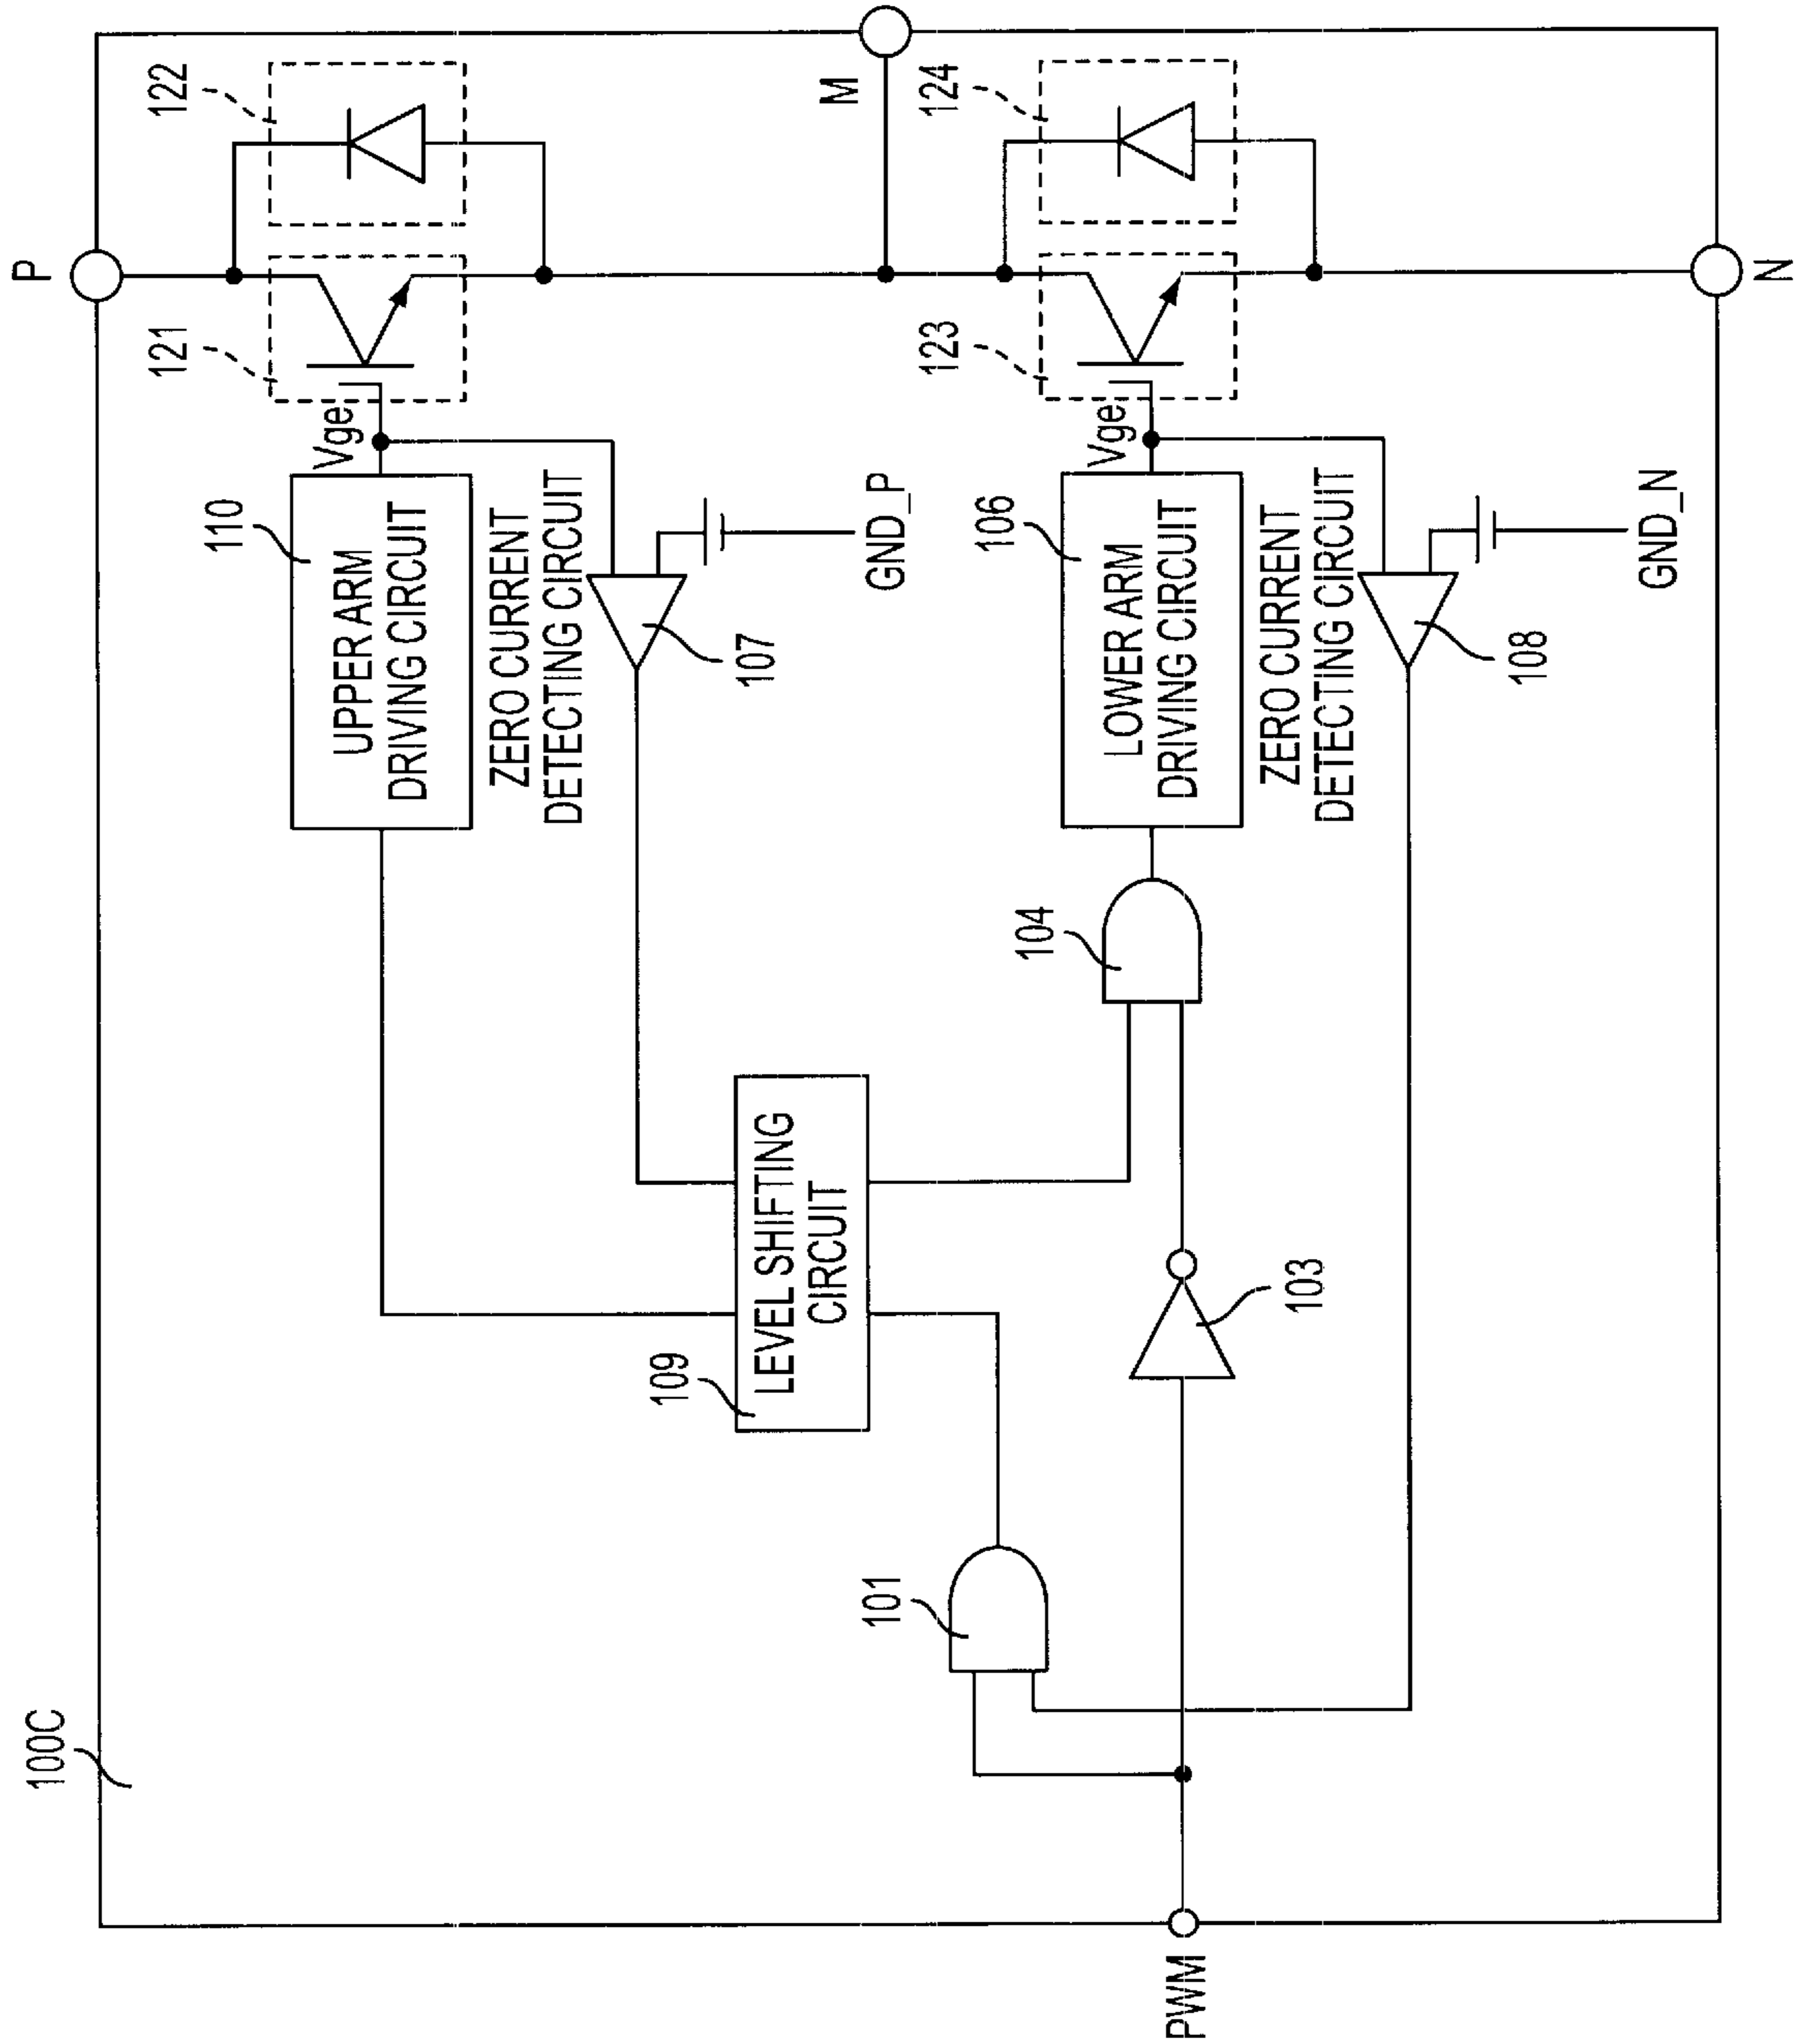 100C
P
121
122
Vge
110
UPPER ARM
DRIVING CIRCUIT
ZERO CURRENT
DETECTING CIRCUIT
107
GND_P
M
109
LEVEL SHIFTING
CIRCUIT
101
104
103
PWM
123
124
Vge
106
LOWER ARM
DRIVING CIRCUIT
ZERO CURRENT
DETECTING CIRCUIT
108
GND_N
N